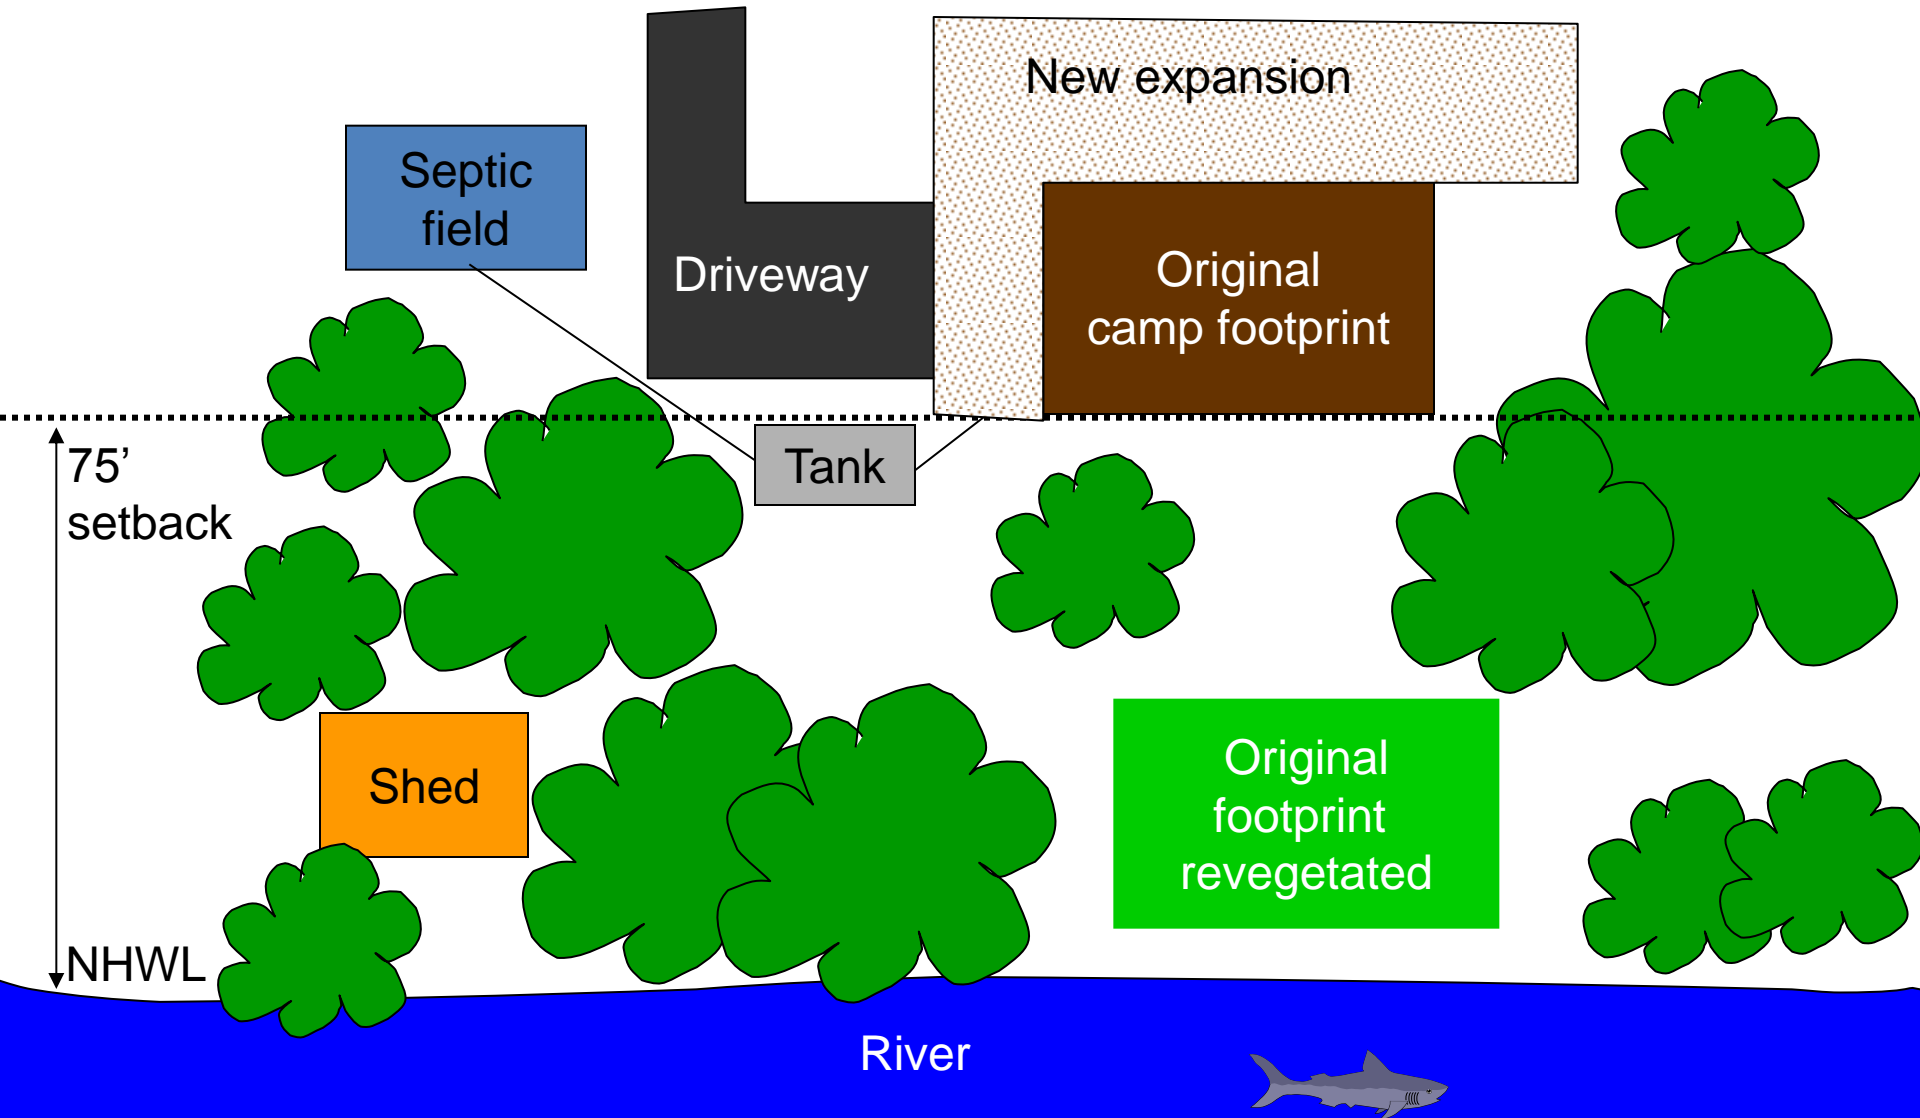 New expansion
Septic
field
Driveway
Original
camp footprint
75’
setback
Tank
Shed
Original
footprint
revegetated
NHWL
River